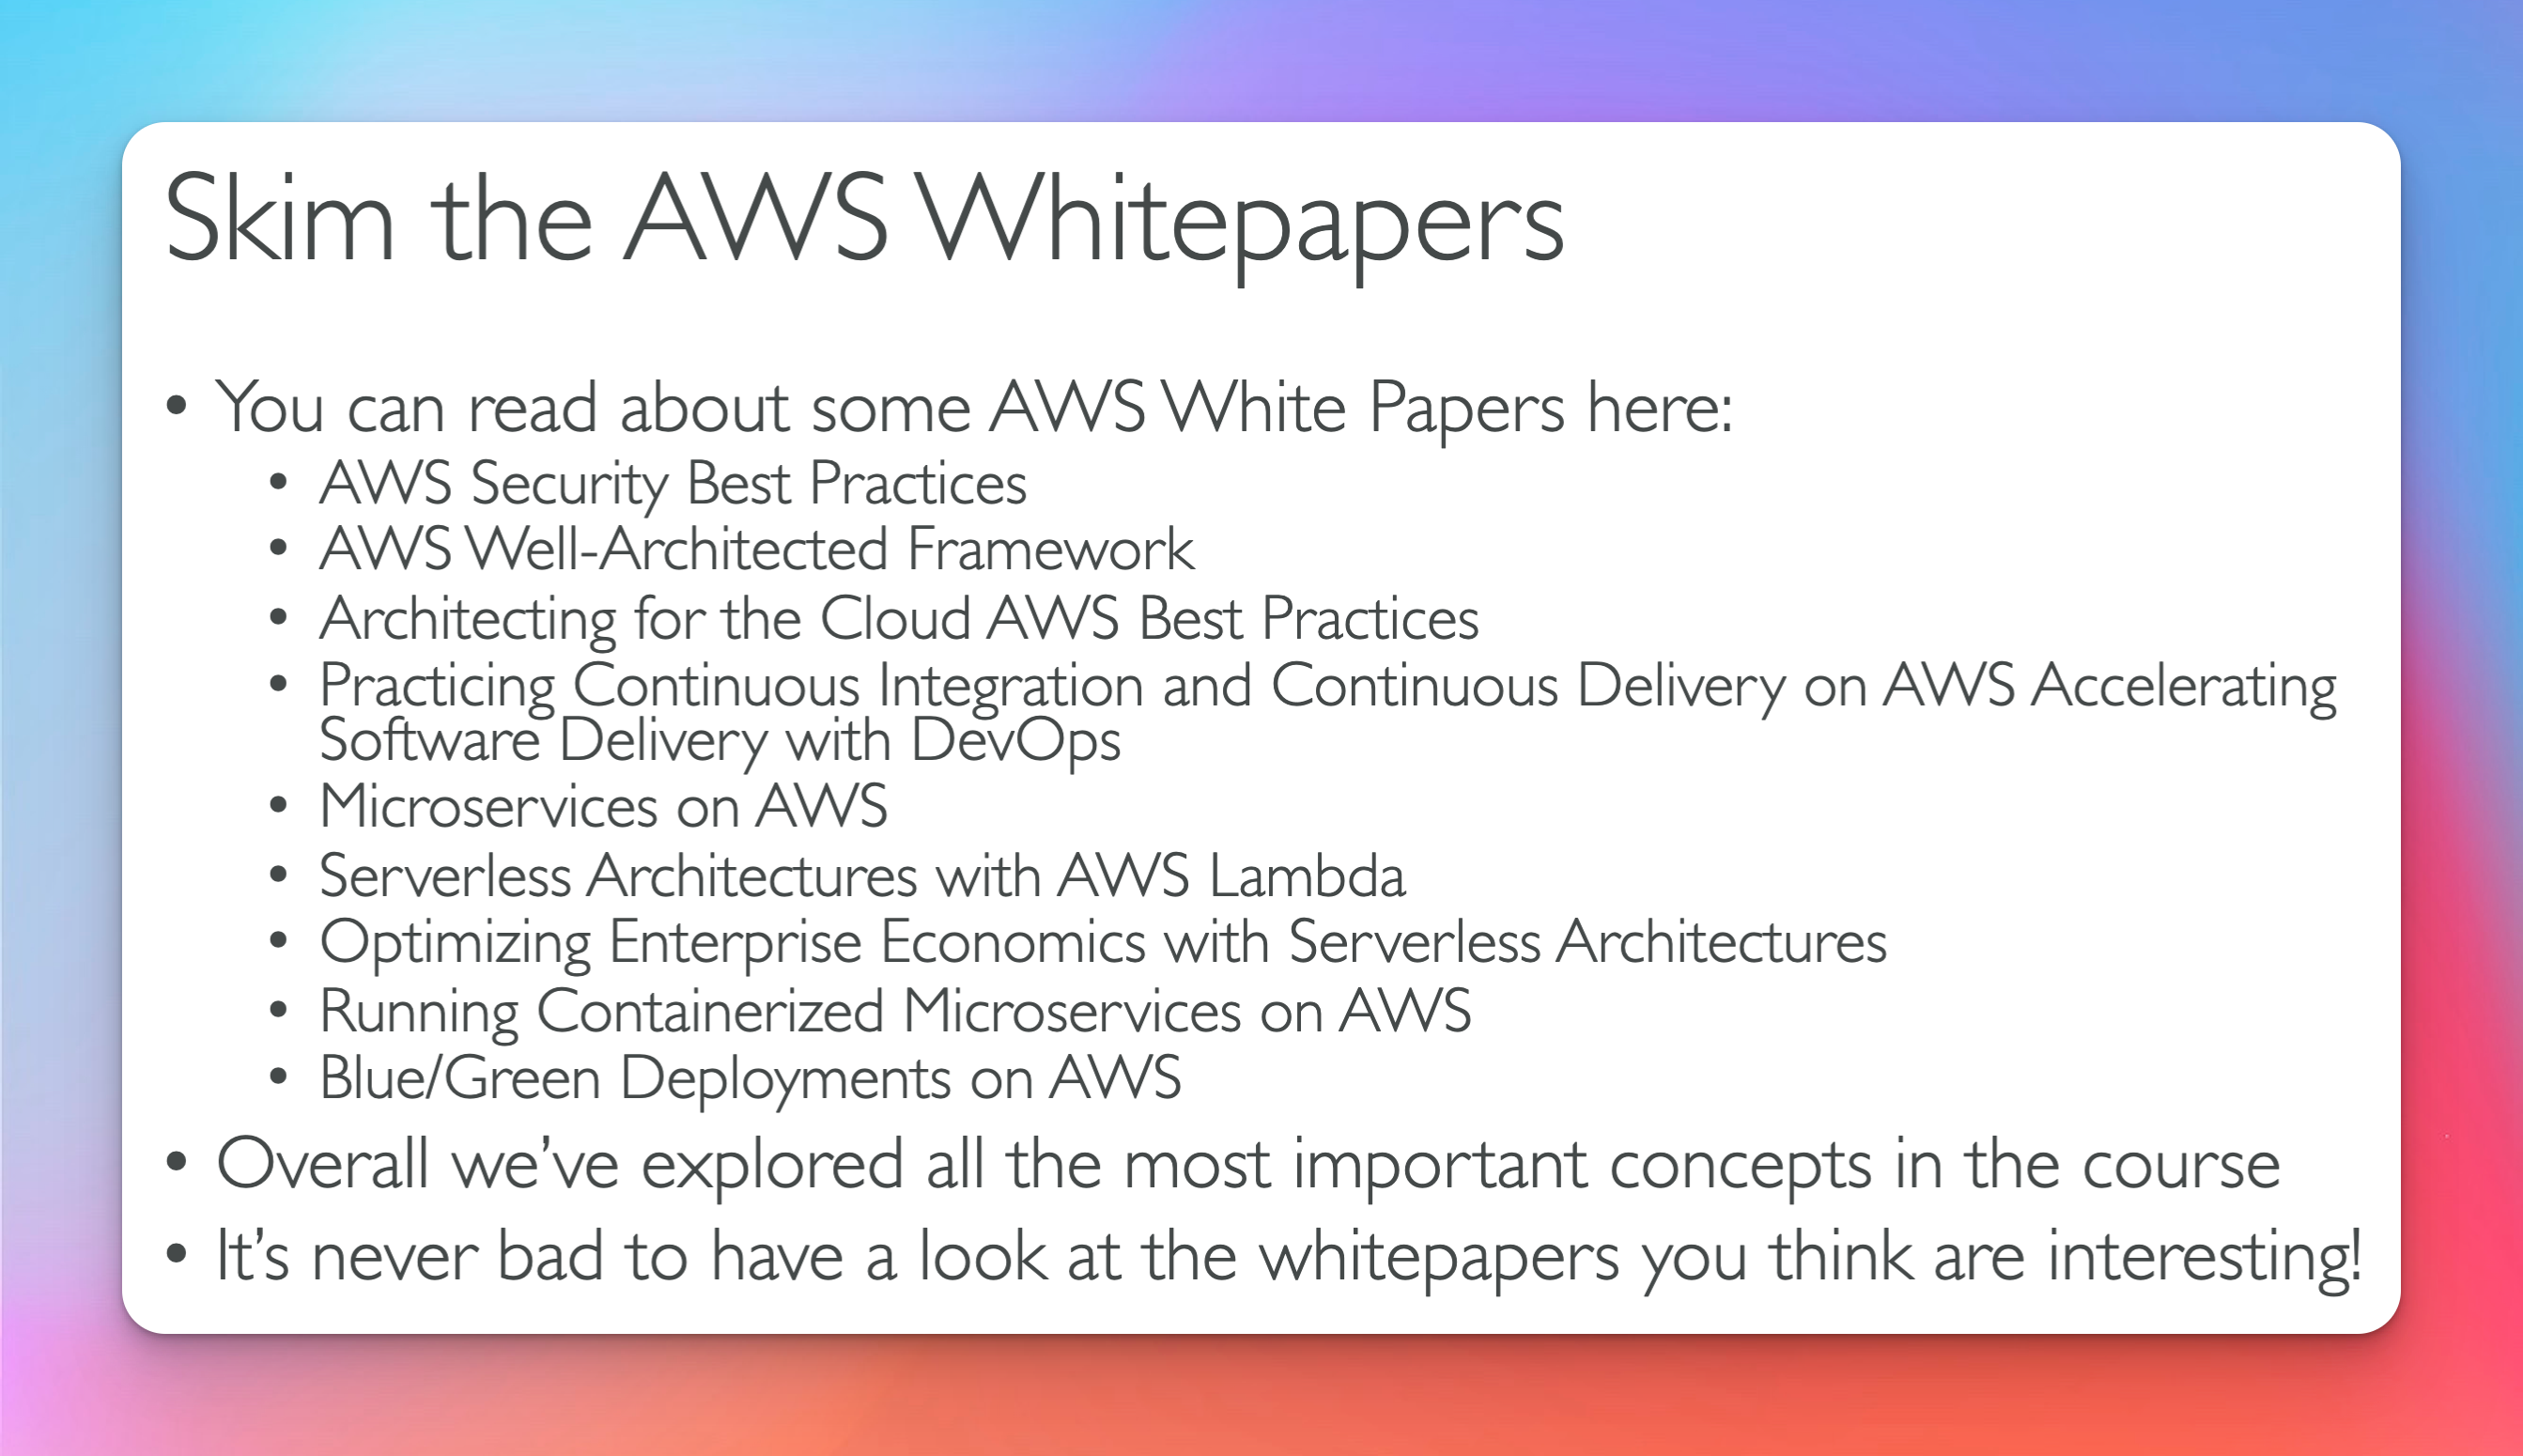 Skim the AWS Whitepapers
• You can read about some AWS White Papers here:
• AWS Security Best Practices
• AWS Well-Architected Framework
• Architecting for the Cloud AWS Best Practices
• Practicing Continuous Integration and Continuous Delivery on AWS Accelerating
Software Delivery with DevOps
• Microservices on AWS
• Serverless Architectures with AWS Lambda
• Optimizing Enterprise Economics with Serverless Architectures
• Running Containerized Microservices on AWS
• Blue/Green Deployments on AWS
• Overall we’ve explored all the most important concepts in the course
• It’s never bad to have a look at the whitepapers you think are interesting!